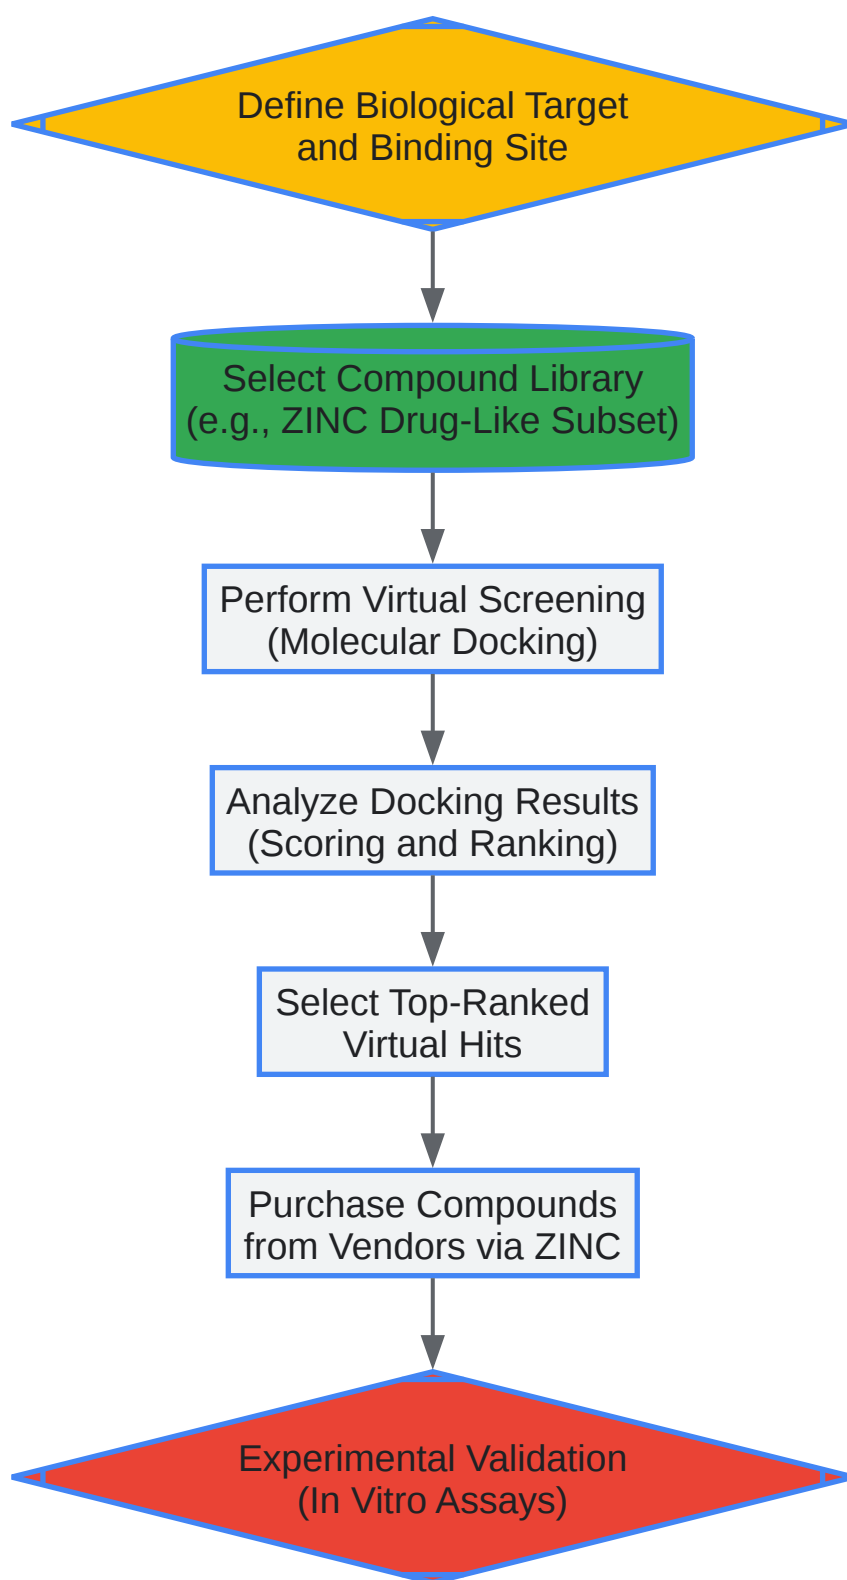 Define Biological Target
and Binding Site
Select Compound Library
(e.g., ZINC Drug-Like Subset)
Perform Virtual Screening
(Molecular Docking)
Analyze Docking Results
(Scoring and Ranking)
Select Top-Ranked
Virtual Hits
Purchase Compounds
from Vendors via ZINC
Experimental Validation
(In Vitro Assays)